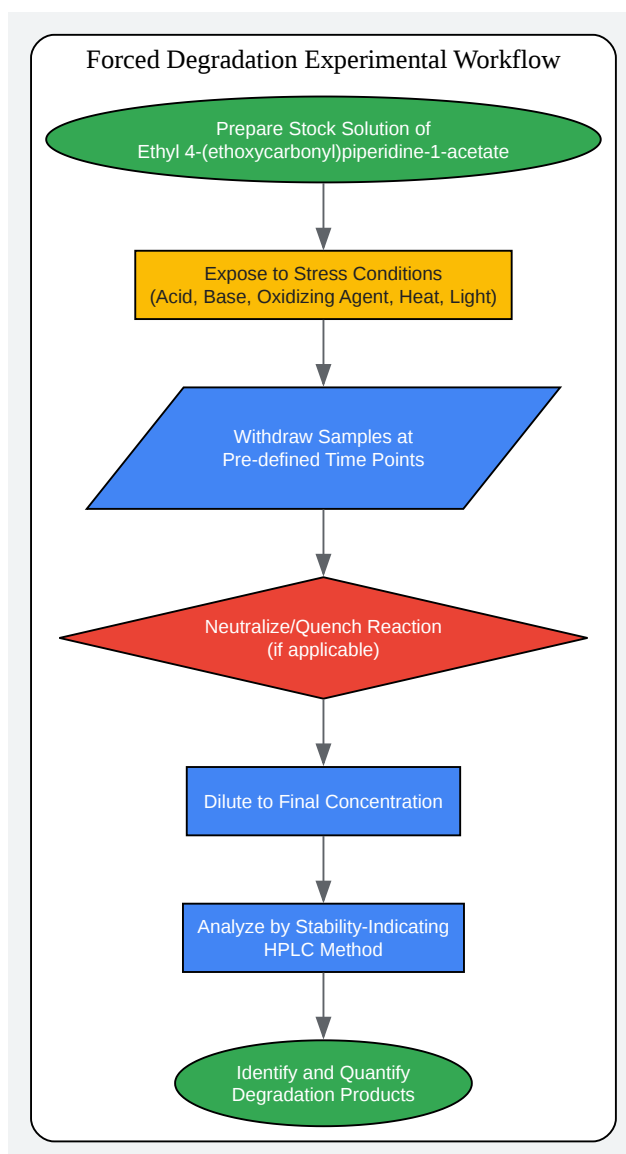 Forced Degradation Experimental Workflow
Prepare Stock Solution of
Ethyl 4-(ethoxycarbonyl)piperidine-1-acetate
Expose to Stress Conditions
(Acid, Base, Oxidizing Agent, Heat, Light)
Withdraw Samples at
Pre-defined Time Points
Neutralize/Quench Reaction
(if applicable)
Dilute to Final Concentration
Analyze by Stability-Indicating
HPLC Method
Identify and Quantify
Degradation Products